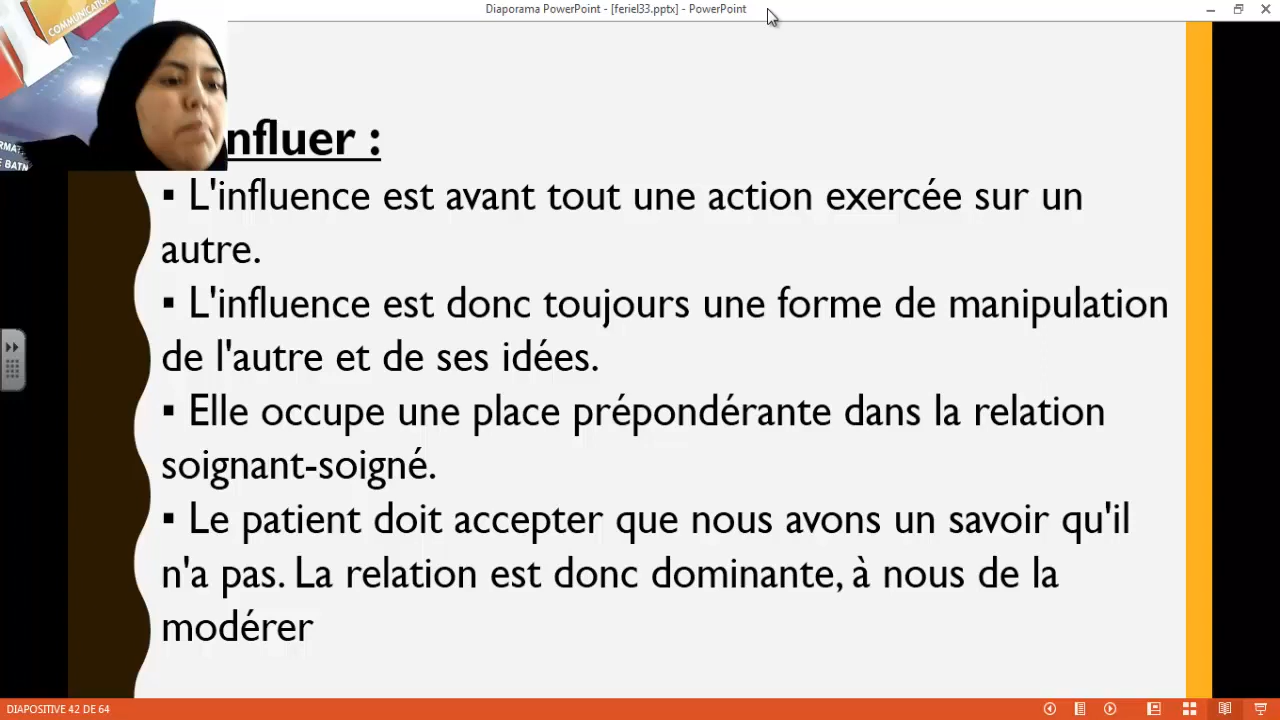 Diaporama PowerPoint - [feriel33.pptx] - PowerPoint
COMMUNICATION
nfluer :
▪ L'influence est avant tout une action exercée sur un
autre.
▪ L'influence est donc toujours une forme de manipulation
de l'autre et de ses idées.
▪ Elle occupe une place prépondérante dans la relation
soignant-soigné.
▪ Le patient doit accepter que nous avons un savoir qu'il
n'a pas. La relation est donc dominante, à nous de la
modérer
DIAPOSITIVE 42 DE 64